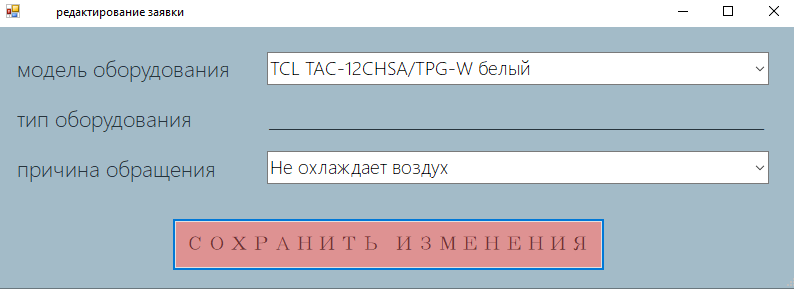 редактирование заявки
модель оборудования TCL TAC-12CHSA/TPG-W белый
тип оборудования
причина обращения Не охлаждает воздух
СОХРАНИТЬ ИЗМЕНЕНИЯ